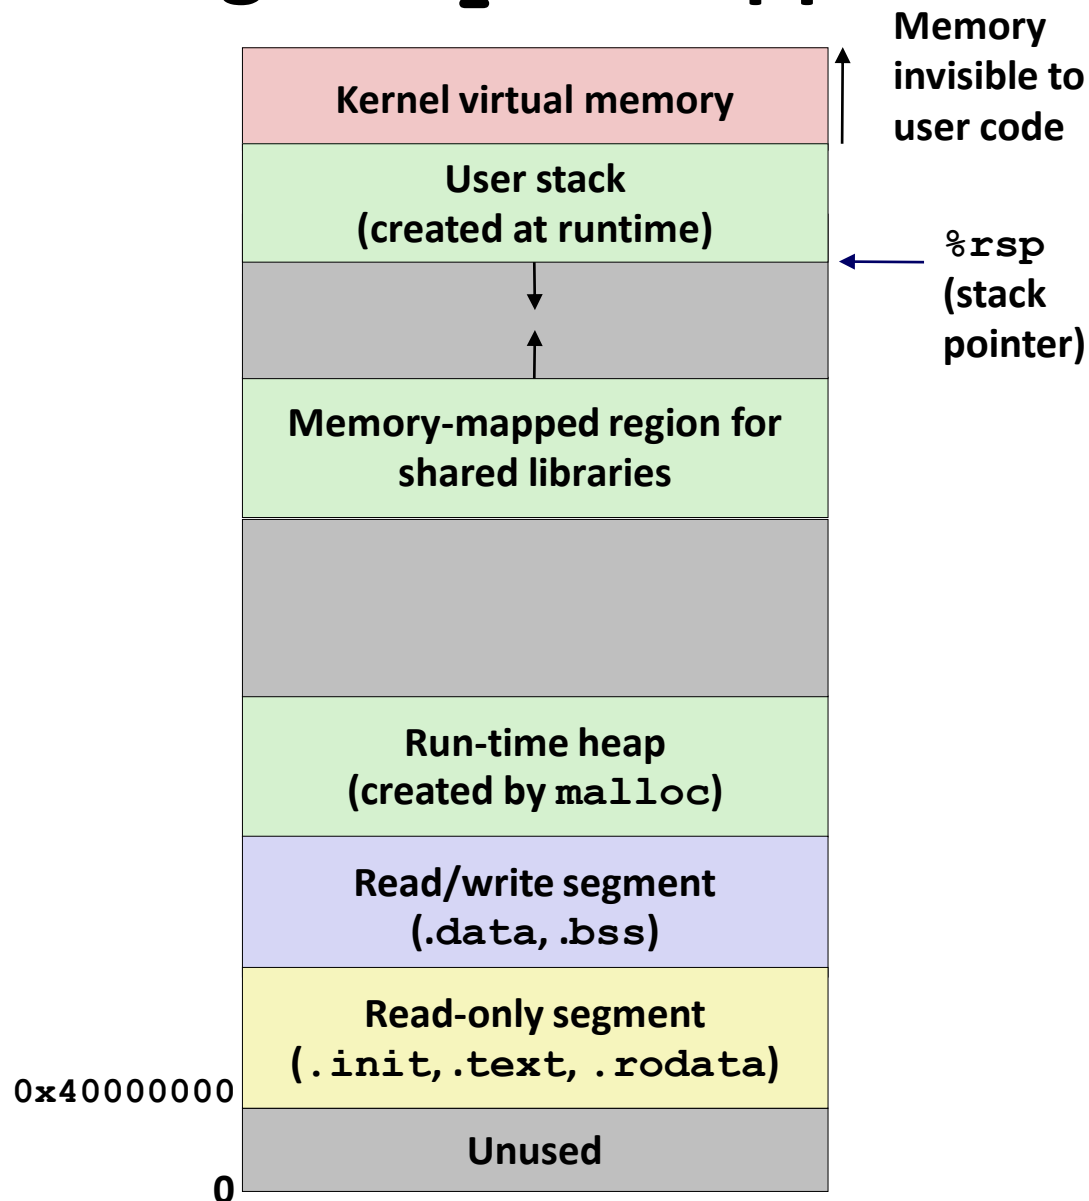 Memory
invisible to
user code
Kernel virtual memory
User stack
(created at runtime)
%rsp
(stack
pointer)
Memory-mapped region for
shared libraries
Run-time heap
(created by malloc)
Read/write segment
(.data, .bss)
Read-only segment
(.init, .text, .rodata)
0x40000000
Unused
0